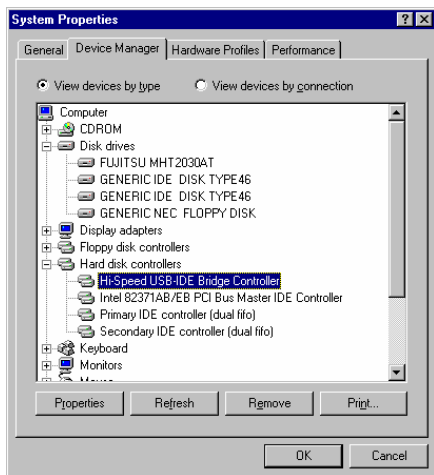 System Properties
General
Device Manager
Hardware Profiles
Performance
View devices by type
View devices by connection
Computer
CDROM
Disk drives
FUJITSU MHT2030AT
GENERIC IDE DISK TYPE46
GENERIC IDE DISK TYPE46
GENERIC NEC FLOPPY DISK
Display adapters
Floppy disk controllers
Hard disk controllers
Hi-Speed USB-IDE Bridge Controller
Intel 82371AB/EB PCI Bus Master IDE Controller
Primary IDE controller (dual fifo)
Secondary IDE controller (dual fifo)
Keyboard
Monitors
Properties
Refresh
Remove
Print...
OK
Cancel